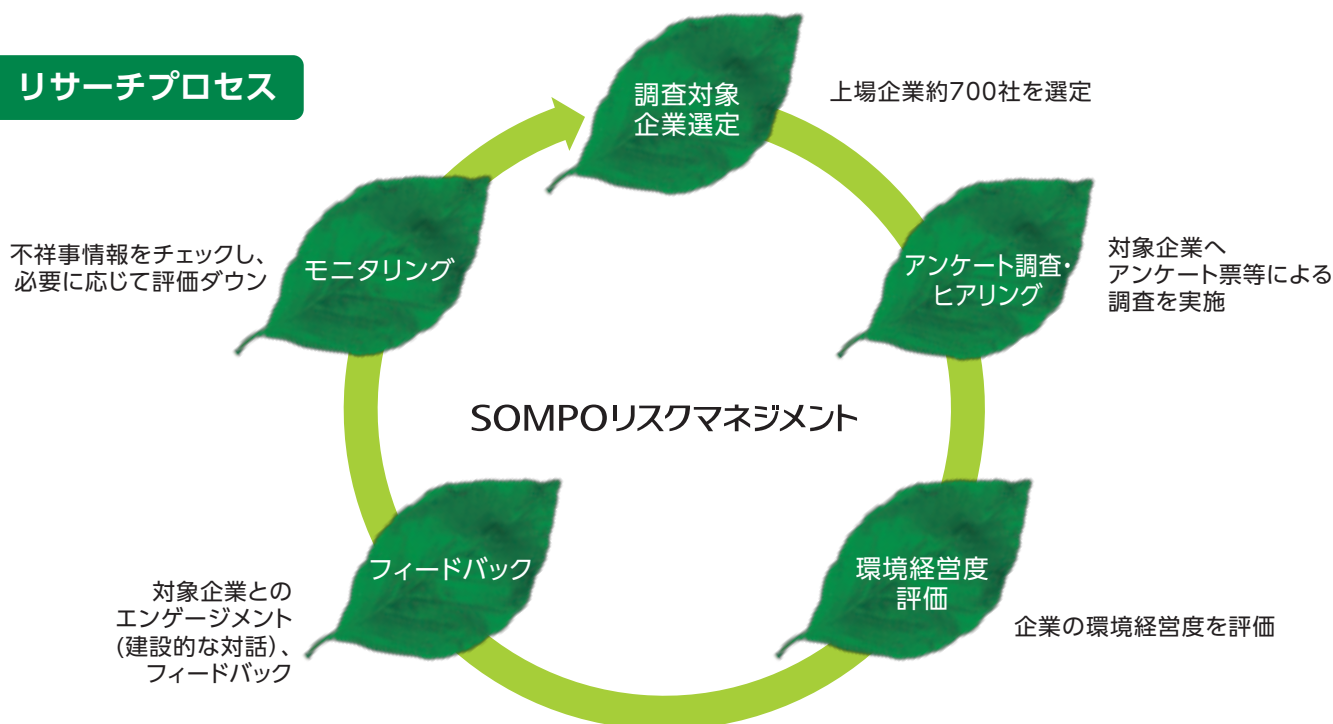 リサーチプロセス
調査対象
企業選定
上場企業約700社を選定
アンケート調査・
ヒアリング
対象企業へ
アンケート票等による
調査を実施
環境経営度
評価
企業の環境経営度を評価
フィードバック
対象企業との
エンゲージメント
(建設的な対話)、
フィードバック
モニタリング
不祥事情報をチェックし、
必要に応じて評価ダウン
SOMPOリスクマネジメント